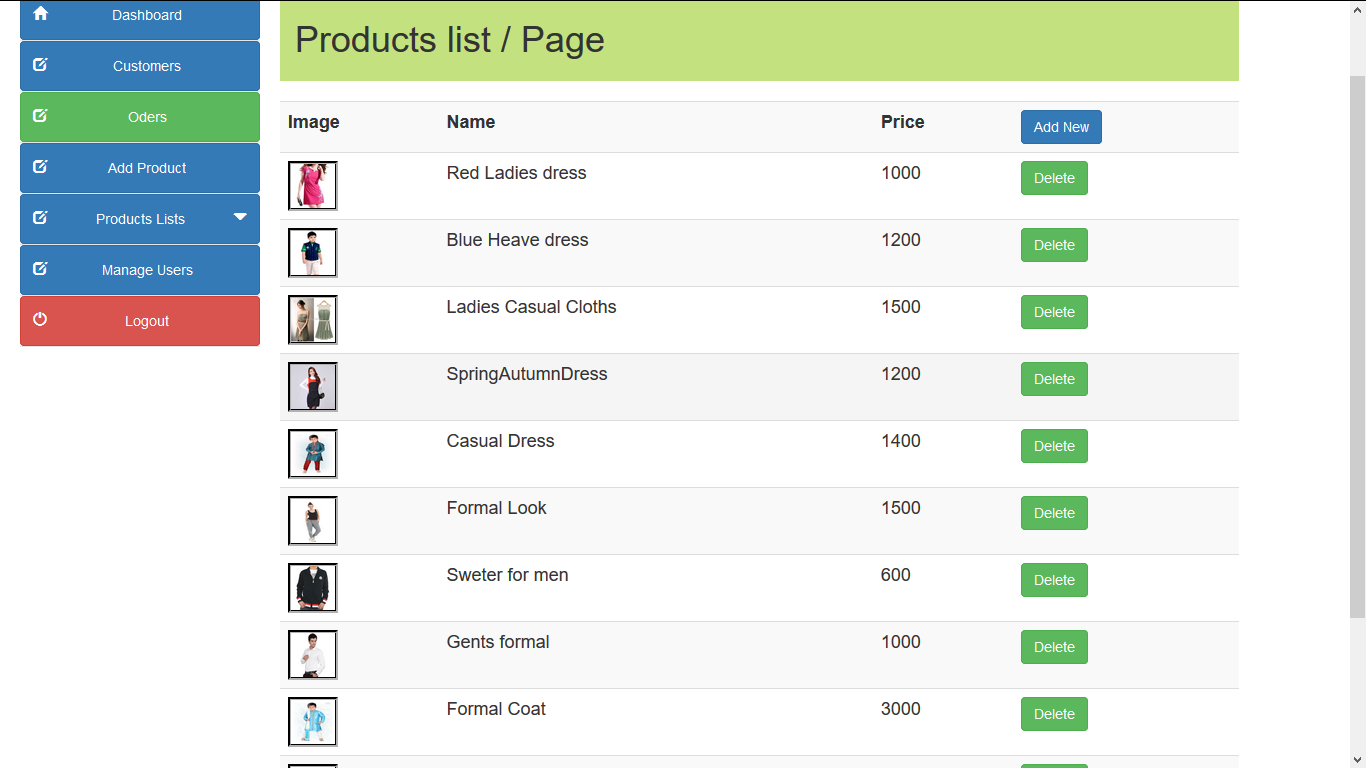 Dashboard
Customers
Oders
Add Product
Products Lists
Manage Users
Logout
Products list / Page
Image Name Price Add New
Red Ladies dress 1000 Delete
Blue Heave dress 1200 Delete
Ladies Casual Cloths 1500 Delete
SpringAutumnDress 1200 Delete
Casual Dress 1400 Delete
Formal Look 1500 Delete
Sweter for men 600 Delete
Gents formal 1000 Delete
Formal Coat 3000 Delete